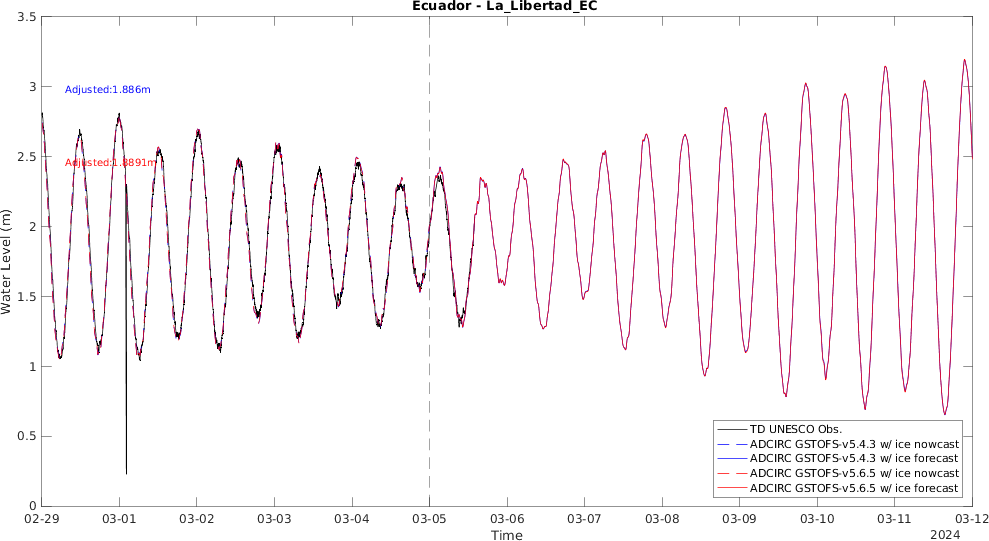 Ecuador - La_Libertad_EC
3.5
3
2.5
2
1.5
1
0.5
0
Water Level (m)
Adjusted:1.886m
Adjusted:1.8891m
TD UNESCO Obs.
ADCIRC GSTOFS-v5.4.3 w/ ice nowcast
ADCIRC GSTOFS-v5.4.3 w/ ice forecast
ADCIRC GSTOFS-v5.6.5 w/ ice nowcast
ADCIRC GSTOFS-v5.6.5 w/ ice forecast
02-29 03-01 03-02 03-03 03-04 03-05 03-06 03-07 03-08 03-09 03-10 03-11 03-12
Time
2024